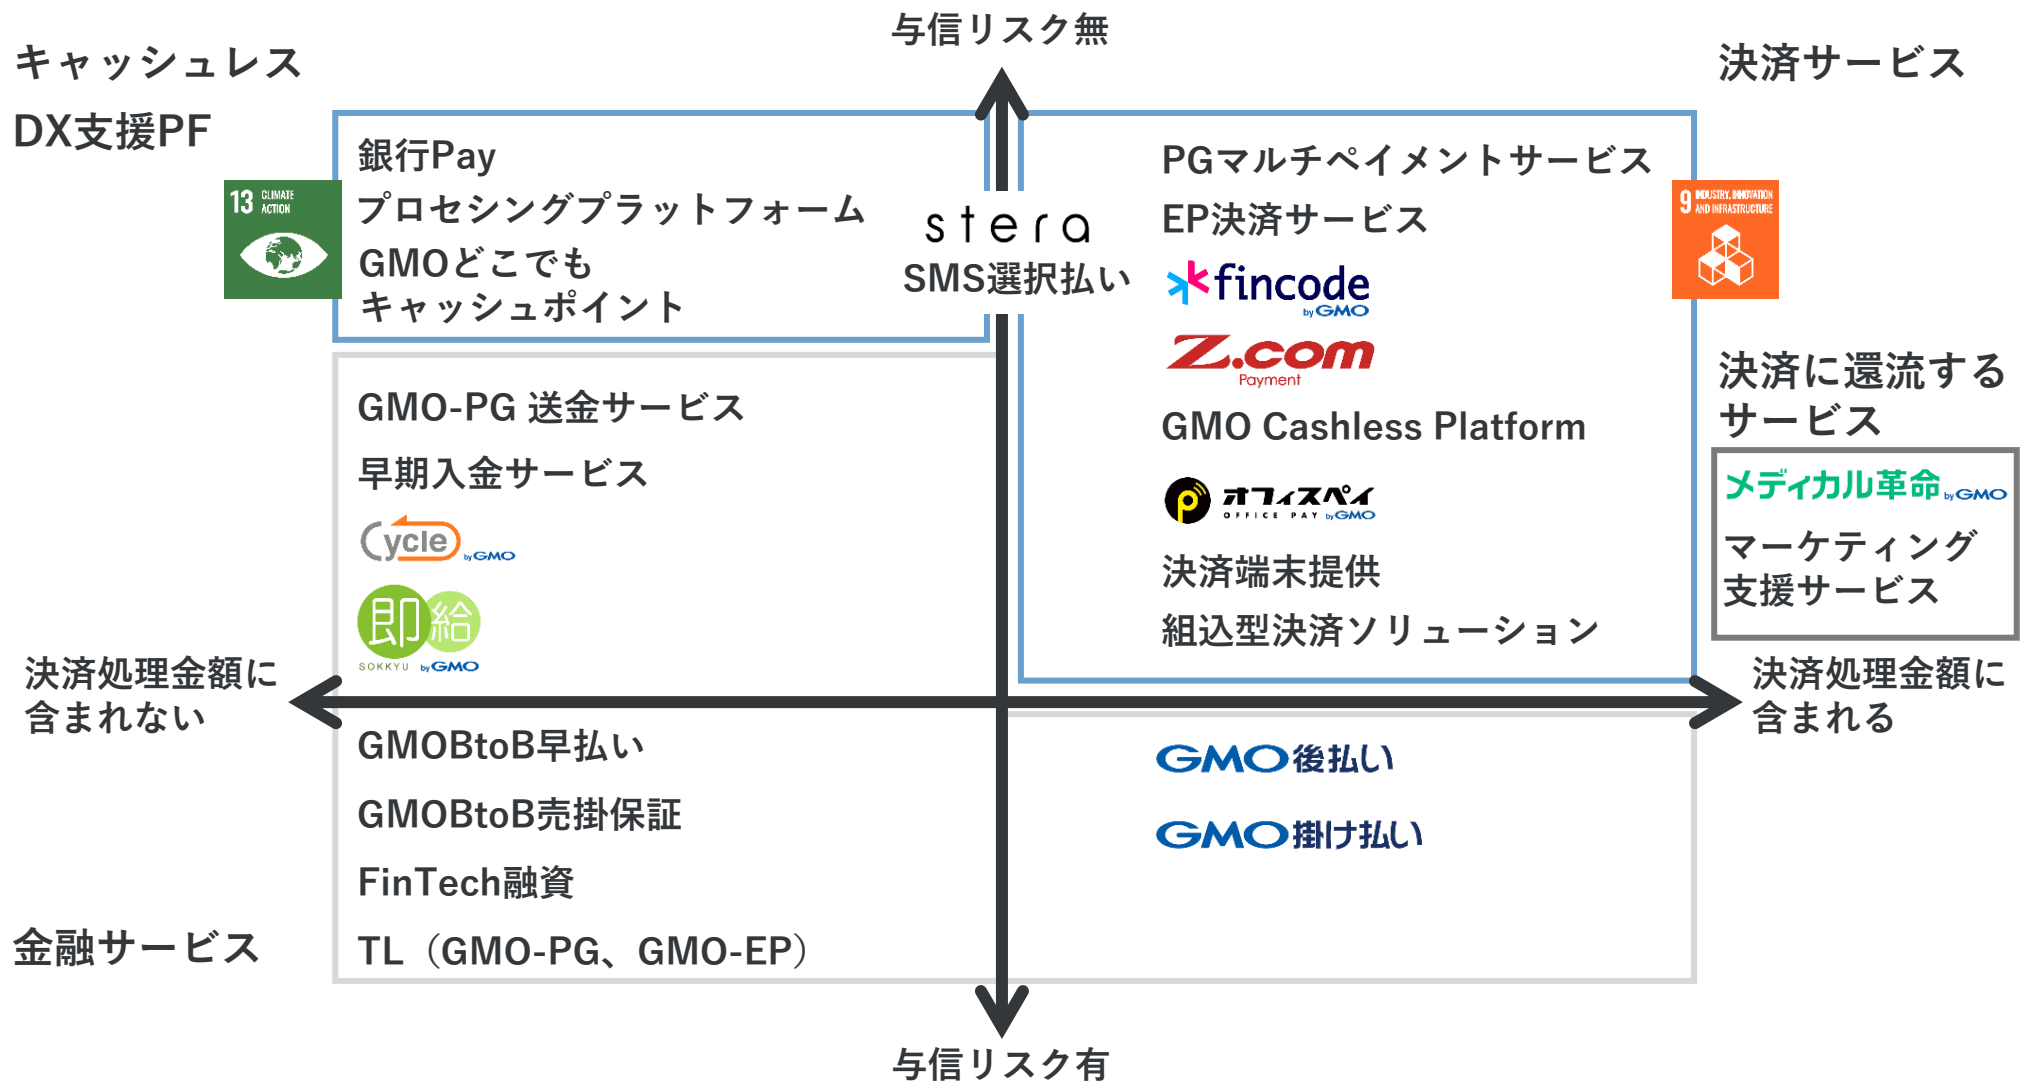 与信リスク無
キャッシュレス
DX支援PF
決済サービス
13 CLIMATE
ACTION
銀行Pay
プロセシングプラットフォーム
GMOどこでも
キャッシュポイント
stera
SMS選択払い
PGマルチペイメントサービス
EP決済サービス
fincode
byGMO
Z.com
Payment
GMO Cashless Platform
オフィスペイ
OFFICE PAY byGMO
決済端末提供
組込型決済ソリューション
9 INDUSTRY, INNOVATION
AND INFRASTRUCTURE
決済に還流する
サービス
メディカル革命 byGMO
マーケティング
支援サービス
GMO-PG 送金サービス
早期入金サービス
Cycle byGMO
即給
SOKKYU byGMO
決済処理金額に
含まれない
決済処理金額に
含まれる
GMOBtoB早払い
GMOBtoB売掛保証
FinTech融資
TL（GMO-PG、GMO-EP）
GMO後払い
GMO掛け払い
金融サービス
与信リスク有